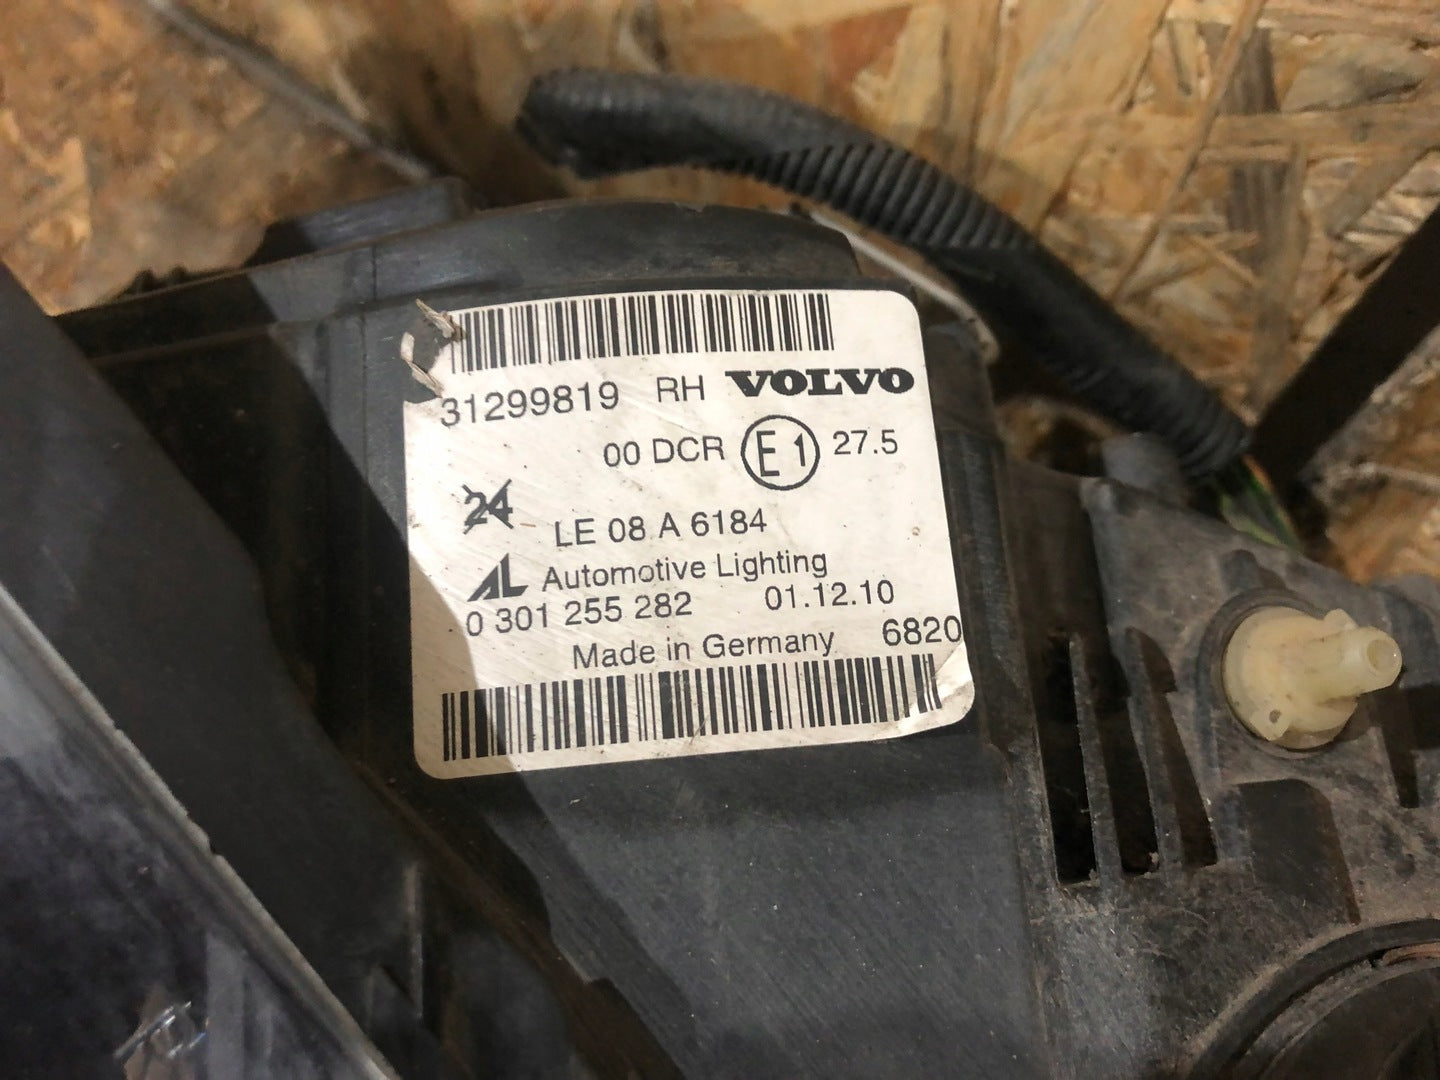 31299819 RH VOLVO
00 DCR E1 27.5
24
LE 08 A 6184
AL Automotive Lighting
0 301 255 282 01.12.10
Made in Germany 6820